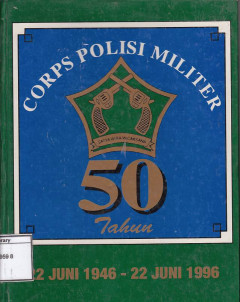 CORPS POLISI MILITER
50
Tahun
22 JUNI 1946 - 22 JUNI 1996